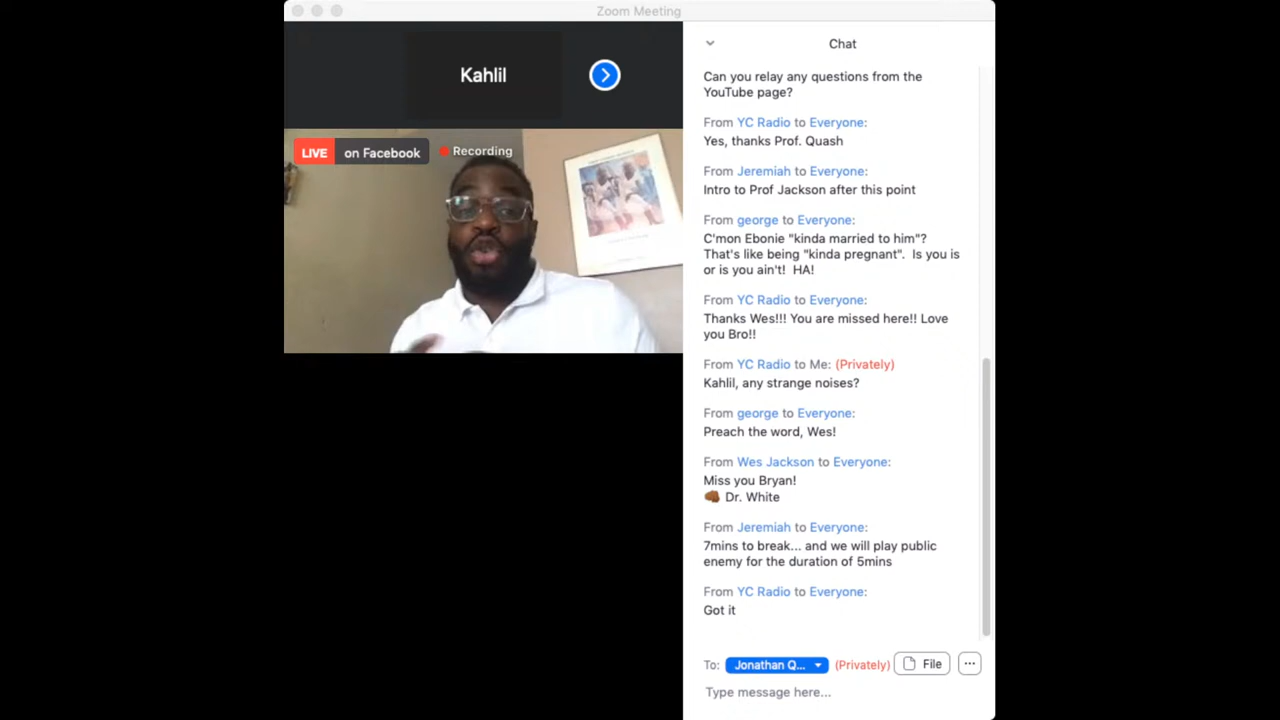 Zoom Meeting
Kahlil
LIVE on Facebook
Recording
Chat
Can you relay any questions from the
YouTube page?
From YC Radio to Everyone:
Yes, thanks Prof. Quash
From Jeremiah to Everyone:
Intro to Prof Jackson after this point
From george to Everyone:
C'mon Ebonie "kinda married to him"?
That's like being "kinda pregnant". Is you is
or is you ain't! HA!
From YC Radio to Everyone:
Thanks Wes!!! You are missed here!! Love
you Bro!!
From YC Radio to Me: (Privately)
Kahlil, any strange noises?
From george to Everyone:
Preach the word, Wes!
From Wes Jackson to Everyone:
Miss you Bryan!
👊🏾 Dr. White
From Jeremiah to Everyone:
7mins to break... and we will play public
enemy for the duration of 5mins
From YC Radio to Everyone:
Got it
To: Jonathan Q... (Privately) File ...
Type message here...